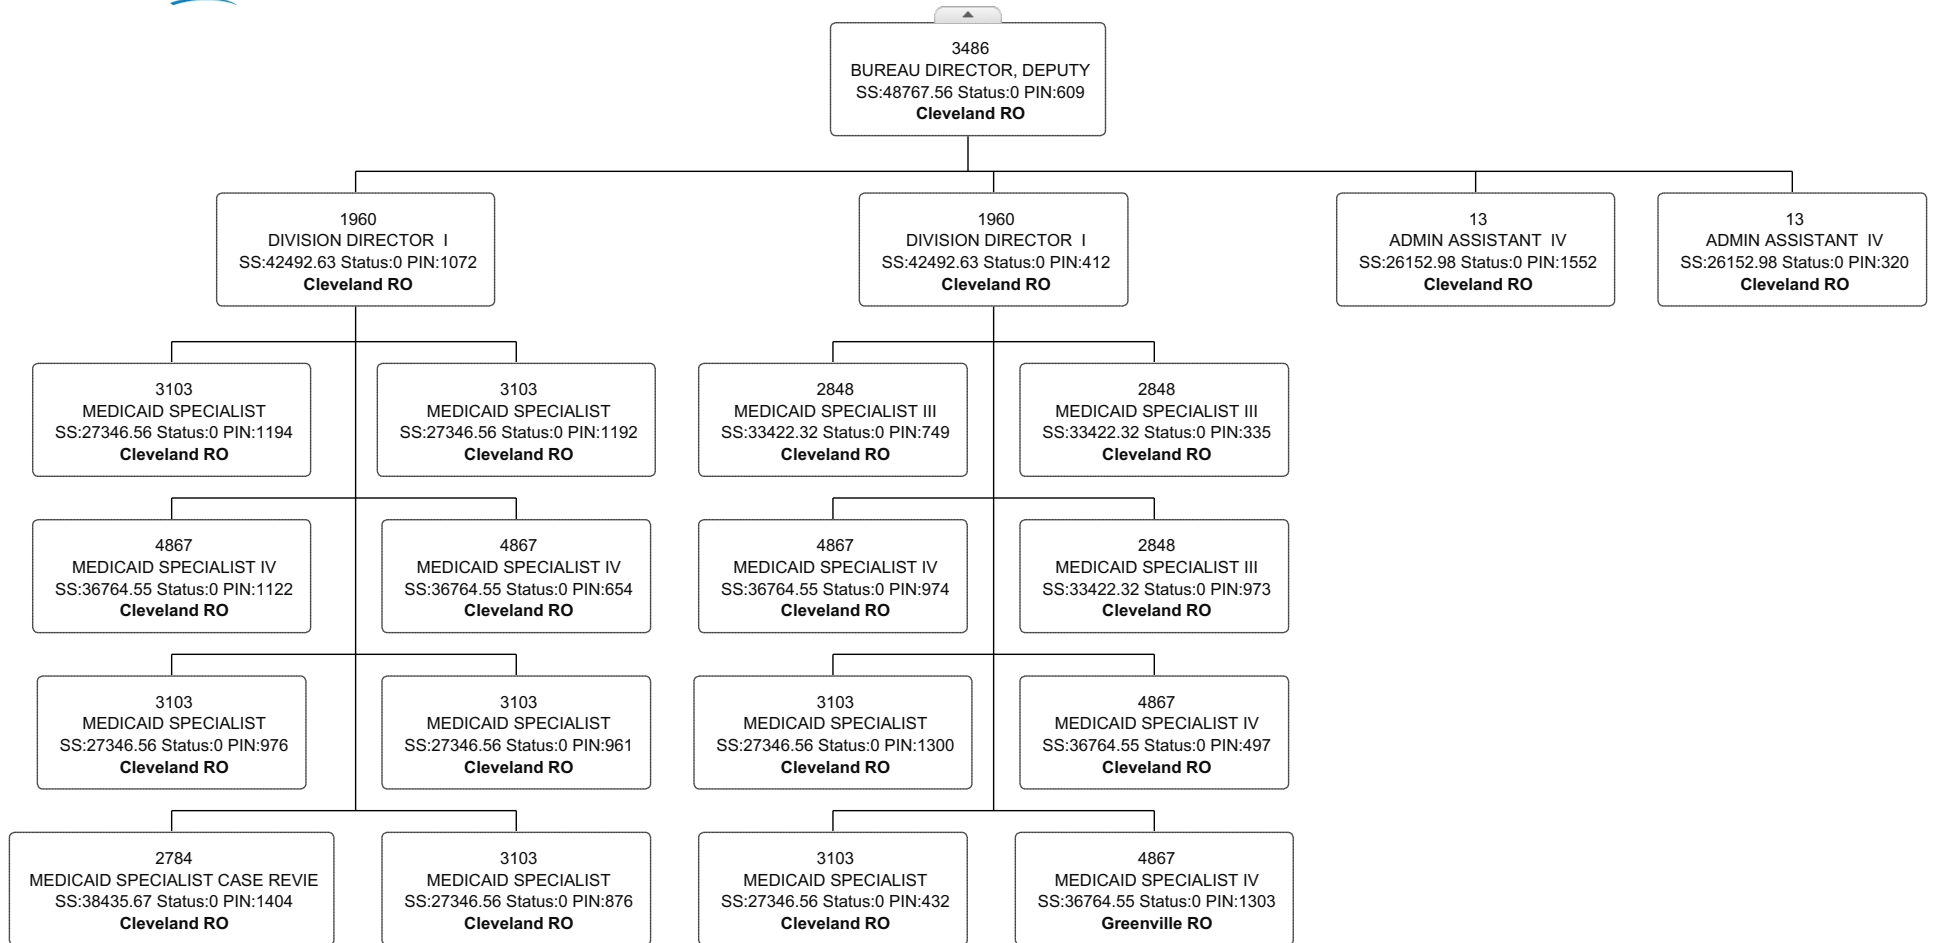 3486
BUREAU DIRECTOR, DEPUTY
SS:48767.56 Status:0 PIN:609
Cleveland RO
1960
DIVISION DIRECTOR  I
SS:42492.63 Status:0 PIN:1072
Cleveland RO
1960
DIVISION DIRECTOR  I
SS:42492.63 Status:0 PIN:412
Cleveland RO
13
ADMIN ASSISTANT  IV
SS:26152.98 Status:0 PIN:1552
Cleveland RO
13
ADMIN ASSISTANT  IV
SS:26152.98 Status:0 PIN:320
Cleveland RO
3103
MEDICAID SPECIALIST
SS:27346.56 Status:0 PIN:1194
Cleveland RO
3103
MEDICAID SPECIALIST
SS:27346.56 Status:0 PIN:1192
Cleveland RO
2848
MEDICAID SPECIALIST III
SS:33422.32 Status:0 PIN:749
Cleveland RO
2848
MEDICAID SPECIALIST III
SS:33422.32 Status:0 PIN:335
Cleveland RO
4867
MEDICAID SPECIALIST IV
SS:36764.55 Status:0 PIN:1122
Cleveland RO
4867
MEDICAID SPECIALIST IV
SS:36764.55 Status:0 PIN:654
Cleveland RO
4867
MEDICAID SPECIALIST IV
SS:36764.55 Status:0 PIN:974
Cleveland RO
2848
MEDICAID SPECIALIST III
SS:33422.32 Status:0 PIN:973
Cleveland RO
3103
MEDICAID SPECIALIST
SS:27346.56 Status:0 PIN:976
Cleveland RO
3103
MEDICAID SPECIALIST
SS:27346.56 Status:0 PIN:961
Cleveland RO
3103
MEDICAID SPECIALIST
SS:27346.56 Status:0 PIN:1300
Cleveland RO
4867
MEDICAID SPECIALIST IV
SS:36764.55 Status:0 PIN:497
Cleveland RO
2784
MEDICAID SPECIALIST CASE REVIE
SS:38435.67 Status:0 PIN:1404
Cleveland RO
3103
MEDICAID SPECIALIST
SS:27346.56 Status:0 PIN:876
Cleveland RO
3103
MEDICAID SPECIALIST
SS:27346.56 Status:0 PIN:432
Cleveland RO
4867
MEDICAID SPECIALIST IV
SS:36764.55 Status:0 PIN:1303
Greenville RO